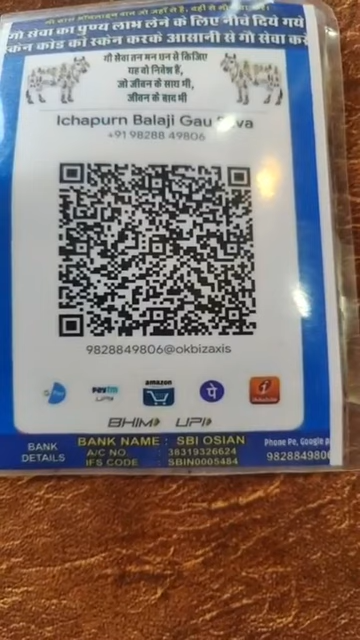 गौ सेवा का पुण्य लाभ लेने के लिए नीचे दिये गये
स्कैन कोड को स्कैन करके आसानी से गौ सेवा करें
गौ सेवा तन मन धन से किजिए
यह वो निवेश हैं,
जो जीवन के साथ भी,
जीवन के बाद भी
Ichapurn Balaji Gau
+91 98288 49806
9828849806@okbizaxis
Pay
Paytm
UPI
amazon
BHIM UPI
BANK DETAILS
BANK NAME : SBI OSIAN
A/C NO. : 38319326624
IFS CODE : SBIN0005484
Phone Pe, Google
982884980